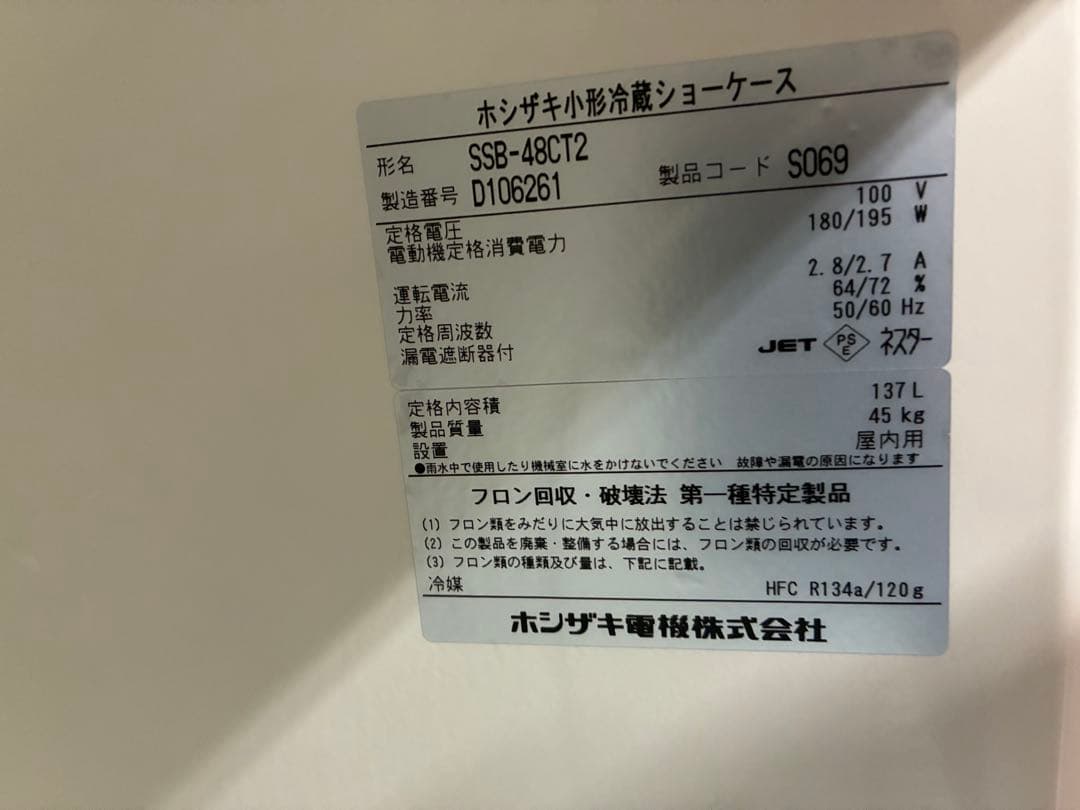 ホシザキ小形冷蔵ショーケース
形名 SSB-48CT2
製造番号 D106261 製品コード S069
定格電圧 100 V
電動機定格消費電力 180/195 W
運転電流 2.8/2.7 A
力率 64/72 %
定格周波数 50/60 Hz
漏電遮断器付 JET PSE ネスター
定格内容積 137 L
製品質量 45 kg
設置 屋内用
●雨水中で使用したり機械室に水をかけないでください 故障や漏電の原因になります
フロン回収・破壊法 第一種特定製品
(1) フロン類をみだりに大気中に放出することは禁じられています。
(2) この製品を廃棄・整備する場合には、フロン類の回収が必要です。
(3) フロン類の種類及び量は、下記に記載。
冷媒 HFC R134a/120g
ホシザキ電機株式会社